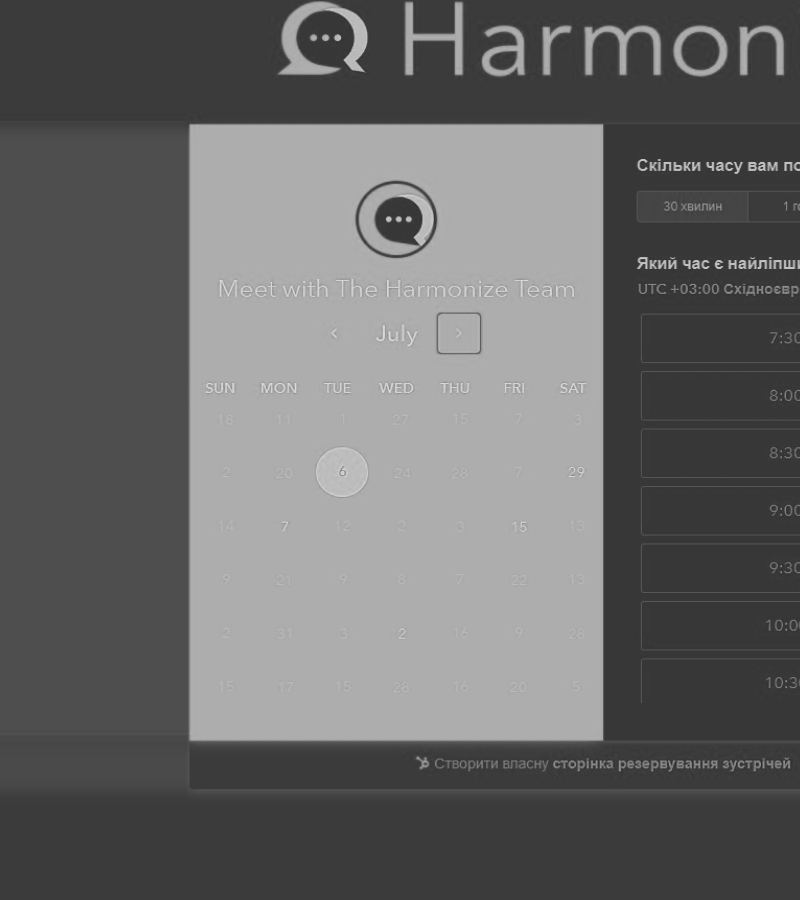 Harmon
Meet with The Harmonize Team
July
SUN MON TUE WED THU FRI SAT
18 11 1 27 15 7 3
2 20 6 24 28 7 29
14 7 12 2 3 15 13
9 21 9 8 7 22 13
2 31 3 2 16 9 28
15 17 15 28 16 20 5
Скільки часу вам по
30 хвилин 1 го
Який час є найліпши
UTC +03:00 Східноєвр
7:30
8:00
8:30
9:00
9:30
10:00
10:30
Створити власну сторінка резервування зустрічей